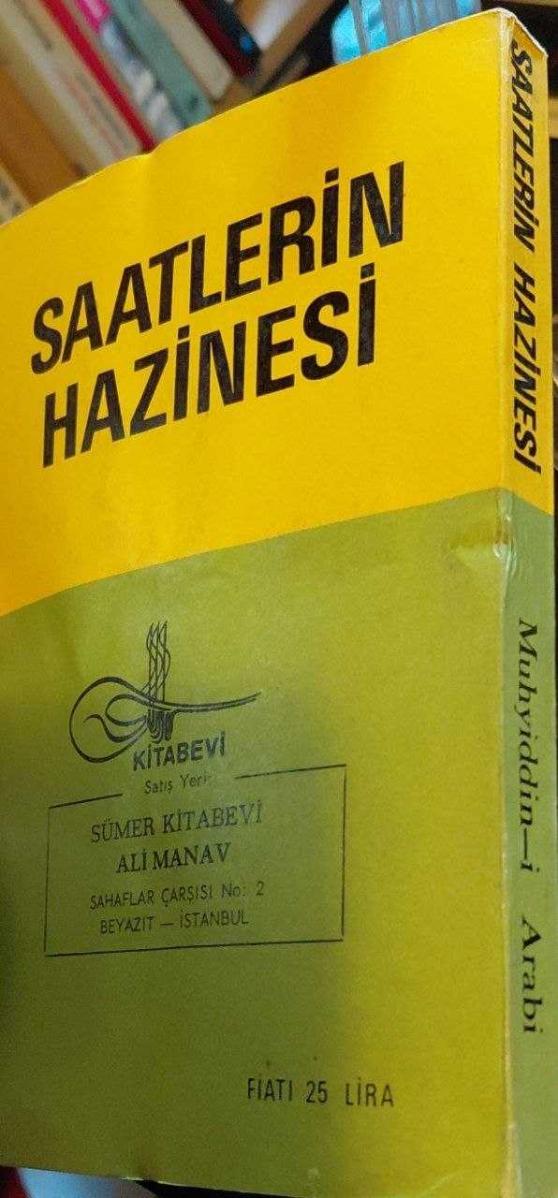 SAATLERİN
HAZİNESİ
KİTABEVİ
Satış Yeri:
SÜMER KİTABEVİ
ALİ MANAV
SAHAFLAR ÇARŞISI No: 2
BEYAZIT — İSTANBUL
FİATI 25 LİRA
SAATLERİN HAZİNESİ
Muhyiddin—i Arabi